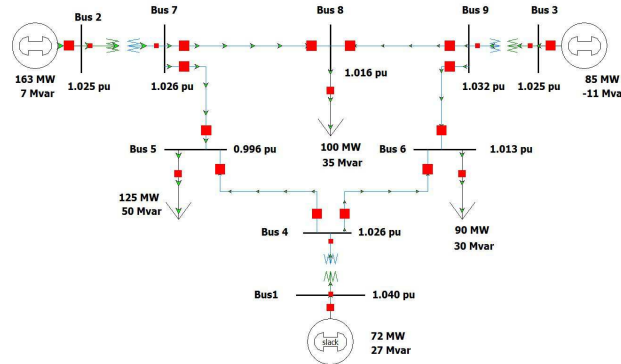 Bus 2
Bus 7
Bus 8
Bus 9
Bus 3
163 MW
7 Mvar
1.025 pu
1.026 pu
1.016 pu
1.032 pu
1.025 pu
85 MW
-11 Mvar
Bus 5
0.996 pu
100 MW
35 Mvar
Bus 6
1.013 pu
125 MW
50 Mvar
90 MW
30 Mvar
Bus 4
1.026 pu
Bus1
1.040 pu
slack
72 MW
27 Mvar